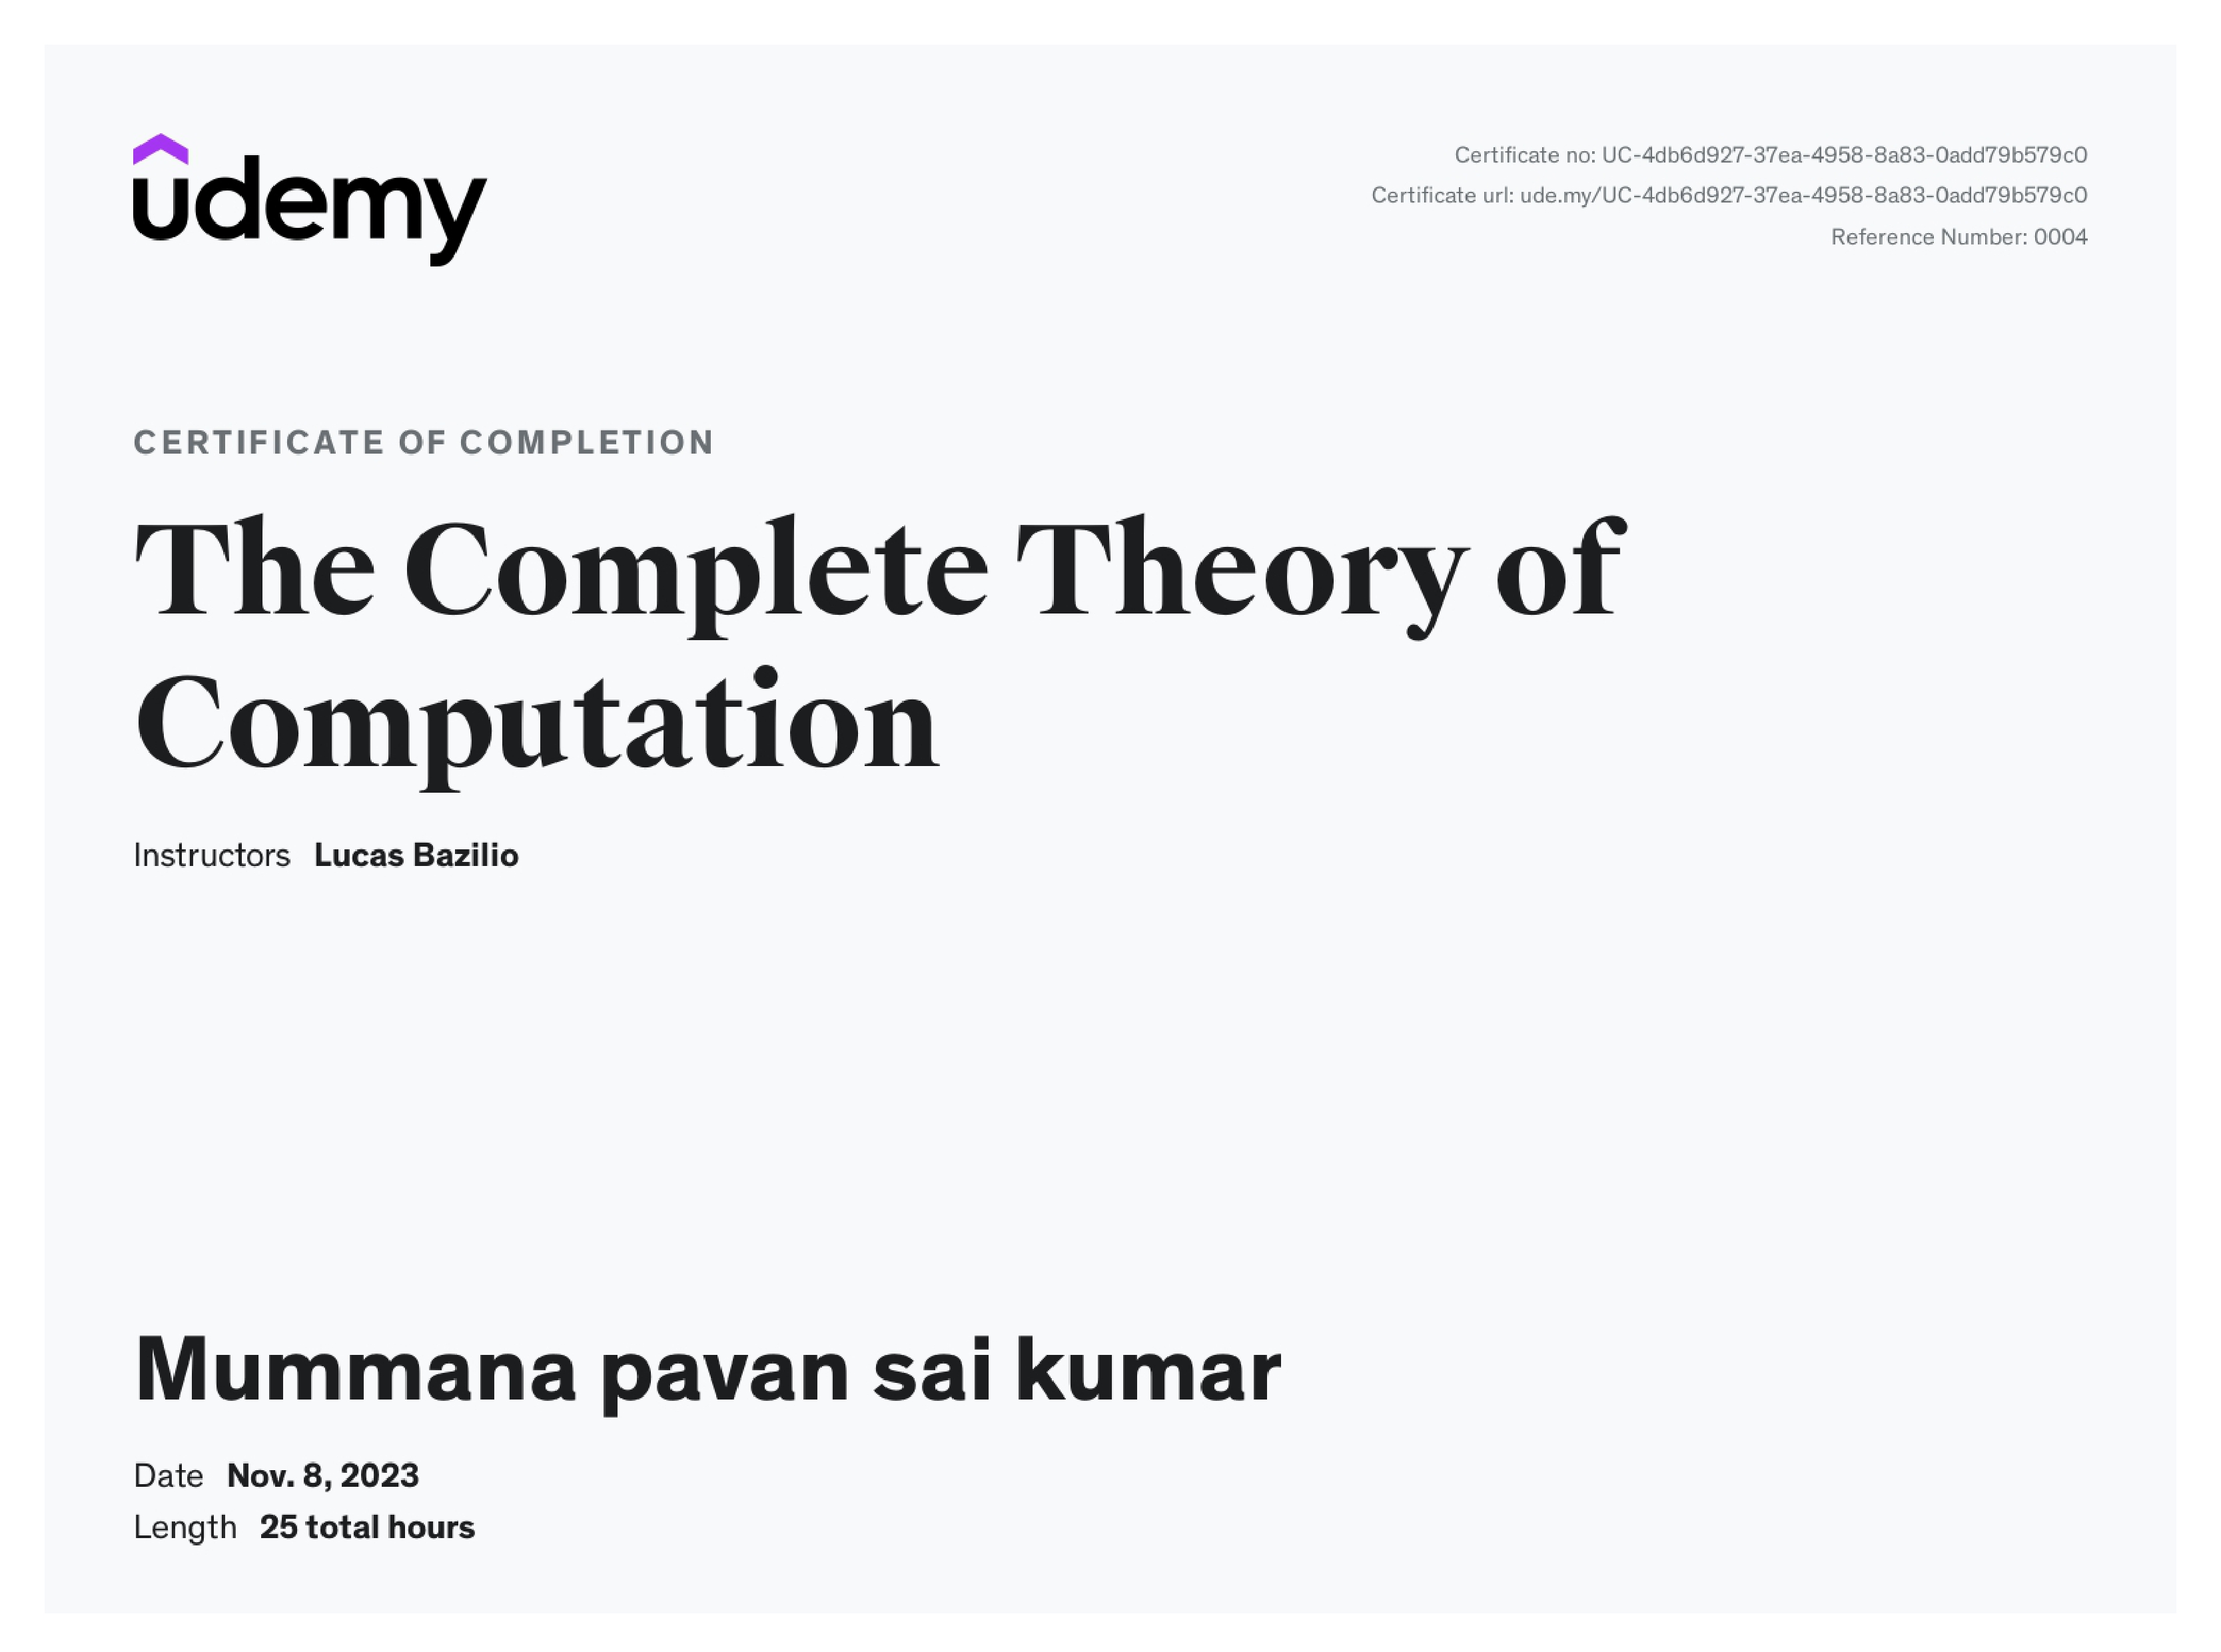 udemy
Certificate no: UC-4db6d927-37ea-4958-8a83-0add79b579c0
Certificate url: ude.my/UC-4db6d927-37ea-4958-8a83-0add79b579c0
Reference Number: 0004
CERTIFICATE OF COMPLETION
The Complete Theory of
Computation
Instructors Lucas Bazilio
Mummana pavan sai kumar
Date Nov. 8, 2023
Length 25 total hours